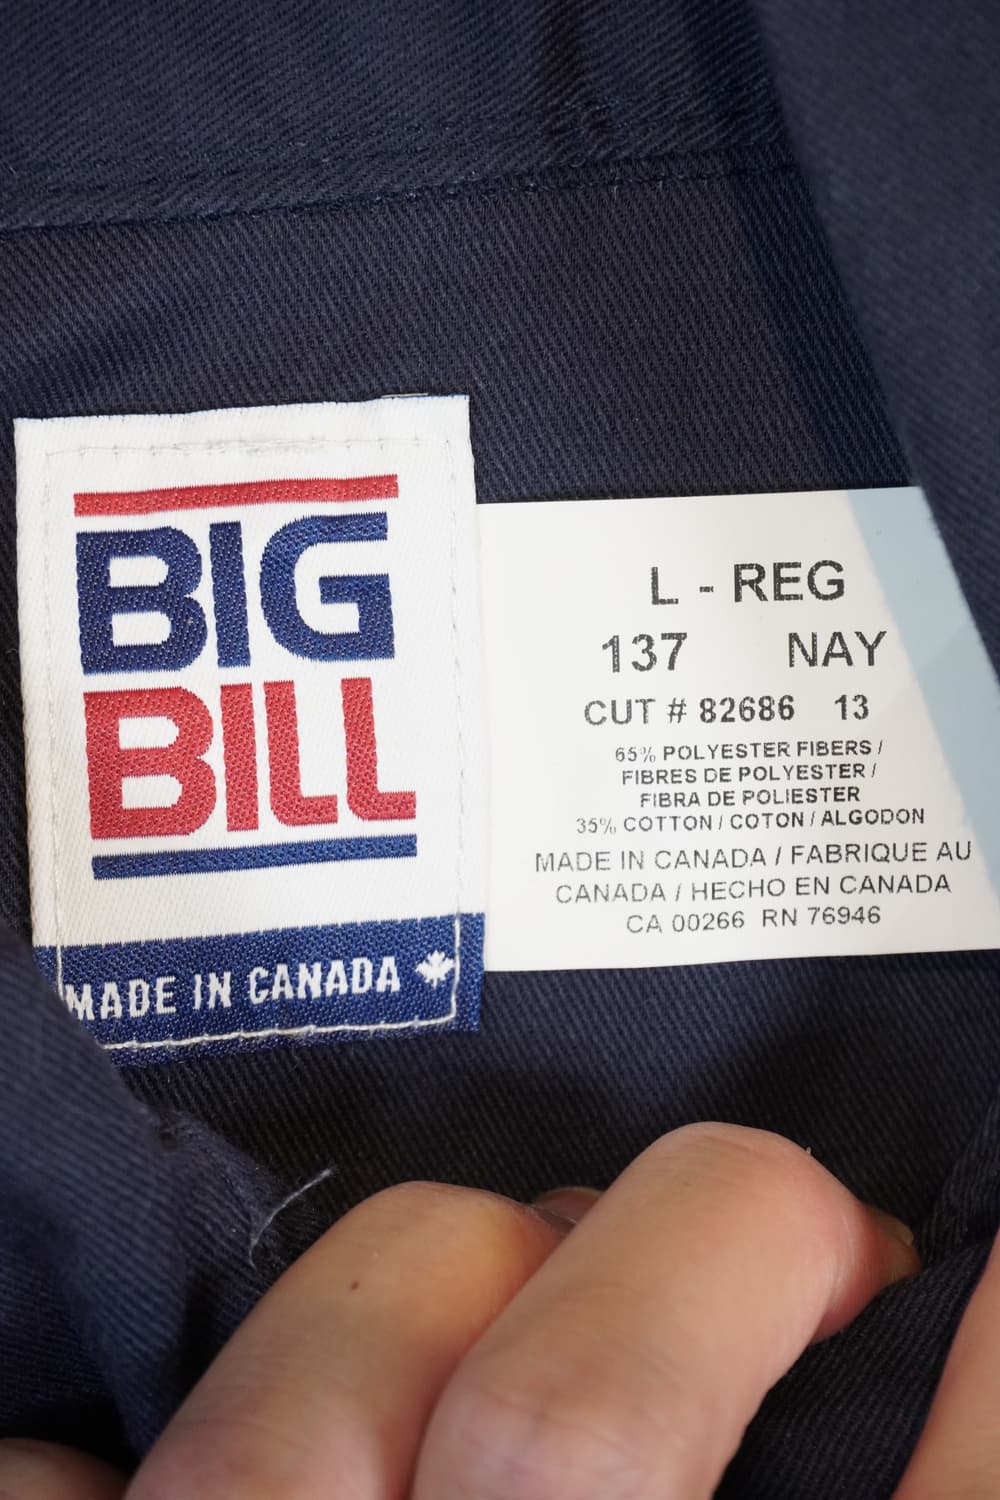 BIG
BILL
MADE IN CANADA
L - REG
137 NAY
CUT # 82686 13
65% POLYESTER FIBERS /
FIBRES DE POLYESTER /
FIBRA DE POLIESTER
35% COTTON / COTON / ALGODON
MADE IN CANADA / FABRIQUE AU
CANADA / HECHO EN CANADA
CA 00266 RN 76946